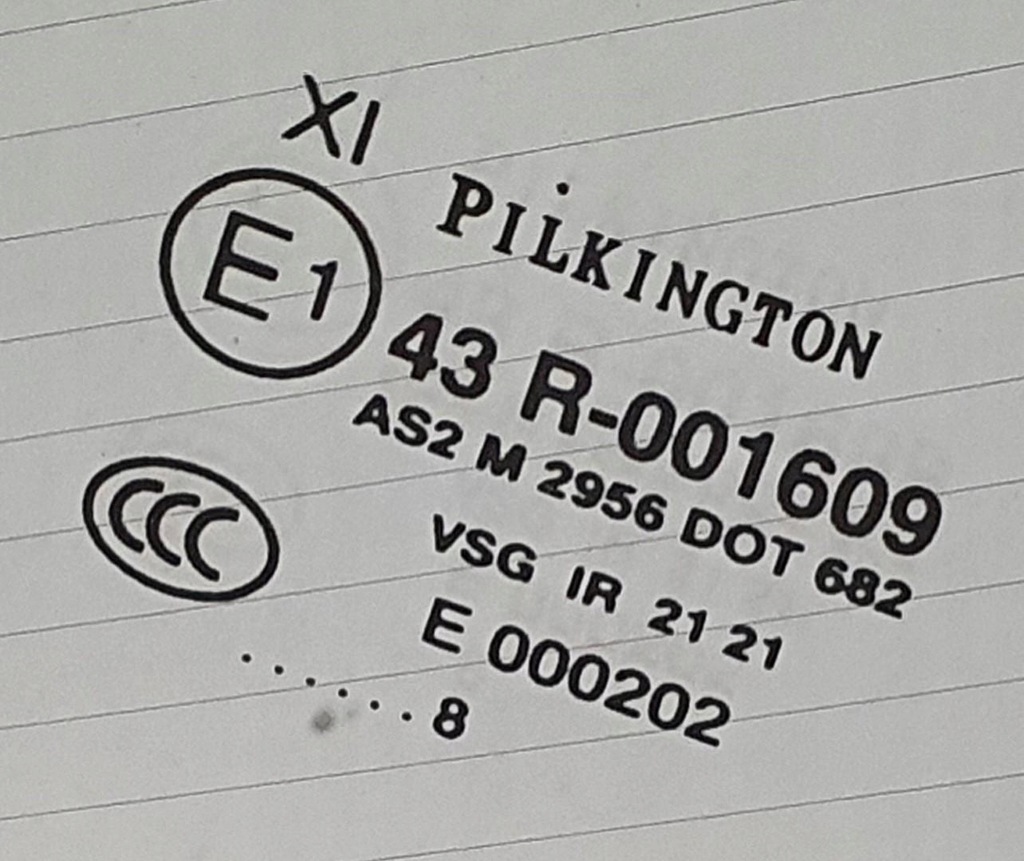 XI
E1
PILKINGTON
43 R-001609
AS2 M 2956 DOT 682
CCC
VSG IR 21 21
E 000202
......8